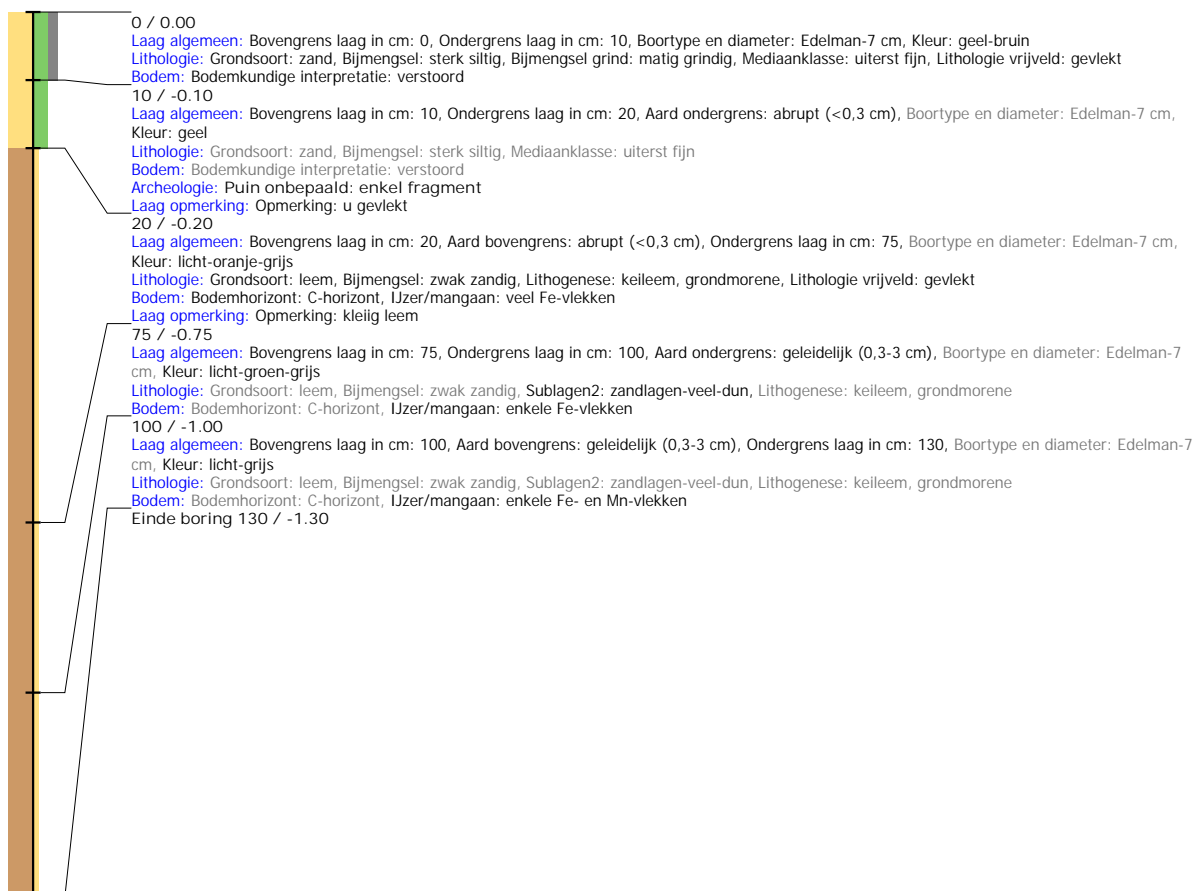 0 / 0.00
Laag algemeen: Bovengrens laag in cm: 0, Ondergrens laag in cm: 10, Boortype en diameter: Edelman-7 cm, Kleur: geel-bruin
Lithologie: Grondsoort: zand, Bijmengsel: sterk siltig, Bijmengsel grind: matig grindig, Mediaanklasse: uiterst fijn, Lithologie vrijveld: gevlekt
Bodem: Bodemkundige interpretatie: verstoord
10 / -0.10
Laag algemeen: Bovengrens laag in cm: 10, Ondergrens laag in cm: 20, Aard ondergrens: abrupt (<0,3 cm), Boortype en diameter: Edelman-7 cm,
Kleur: geel
Lithologie: Grondsoort: zand, Bijmengsel: sterk siltig, Mediaanklasse: uiterst fijn
Bodem: Bodemkundige interpretatie: verstoord
Archeologie: Puin onbepaald: enkel fragment
Laag opmerking: Opmerking: u gevlekt
20 / -0.20
Laag algemeen: Bovengrens laag in cm: 20, Aard bovengrens: abrupt (<0,3 cm), Ondergrens laag in cm: 75, Boortype en diameter: Edelman-7 cm,
Kleur: licht-oranje-grijs
Lithologie: Grondsoort: leem, Bijmengsel: zwak zandig, Lithogenese: keileem, grondmorene, Lithologie vrijveld: gevlekt
Bodem: Bodemhorizont: C-horizont, IJzer/mangaan: veel Fe-vlekken
Laag opmerking: Opmerking: kleiig leem
75 / -0.75
Laag algemeen: Bovengrens laag in cm: 75, Ondergrens laag in cm: 100, Aard ondergrens: geleidelijk (0,3-3 cm), Boortype en diameter: Edelman-7
cm, Kleur: licht-groen-grijs
Lithologie: Grondsoort: leem, Bijmengsel: zwak zandig, Sublagen2: zandlagen-veel-dun, Lithogenese: keileem, grondmorene
Bodem: Bodemhorizont: C-horizont, IJzer/mangaan: enkele Fe-vlekken
100 / -1.00
Laag algemeen: Bovengrens laag in cm: 100, Aard bovengrens: geleidelijk (0,3-3 cm), Ondergrens laag in cm: 130, Boortype en diameter: Edelman-7
cm, Kleur: licht-grijs
Lithologie: Grondsoort: leem, Bijmengsel: zwak zandig, Sublagen2: zandlagen-veel-dun, Lithogenese: keileem, grondmorene
Bodem: Bodemhorizont: C-horizont, IJzer/mangaan: enkele Fe- en Mn-vlekken
Einde boring 130 / -1.30